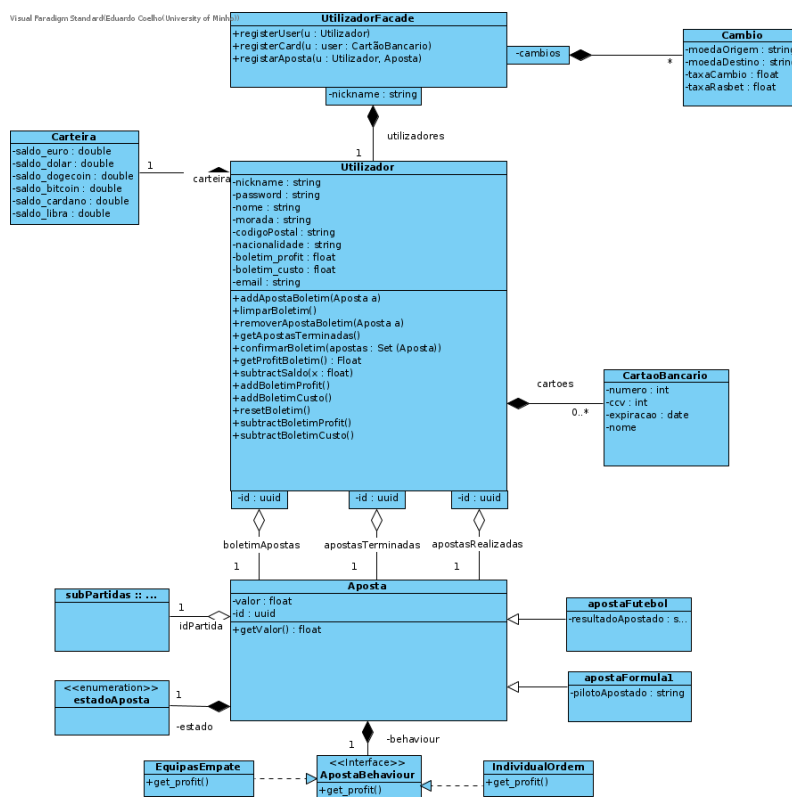 Visual Paradigm Standard(Eduardo Coelho(University of Minho))
UtilizadorFacade
+registerUser(u : Utilizador)
+registerCard(u : user : CartãoBancario)
+registarAposta(u : Utilizador, Aposta)
-nickname : string
-cambios
*
Cambio
-moedaOrigem : string
-moedaDestino : string
-taxaCambio : float
-taxaRasbet : float
utilizadores
1
Carteira
-saldo_euro : double
-saldo_dolar : double
-saldo_dogecoin : double
-saldo_bitcoin : double
-saldo_cardano : double
-saldo_libra : double
1
carteira
Utilizador
-nickname : string
-password : string
-nome : string
-morada : string
-codigoPostal : string
-nacionalidade : string
-boletim_profit : float
-boletim_custo : float
-email : string
+addApostaBoletim(Aposta a)
+limparBoletim()
+removerApostaBoletim(Aposta a)
+getApostasTerminadas()
+confirmarBoletim(apostas : Set (Aposta))
+getProfitBoletim() : Float
+subtractSaldo(x : float)
+addBoletimProfit()
+addBoletimCusto()
+resetBoletim()
+subtractBoletimProfit()
+subtractBoletimCusto()
cartoes
0..*
CartaoBancario
-numero : int
-ccv : int
-expiracao : date
-nome
-id : uuid
-id : uuid
-id : uuid
boletimApostas
apostasTerminadas
apostasRealizadas
1
1
1
Aposta
-valor : float
-id : uuid
+getValor() : float
subPartidas :: ...
1
idPartida
<<enumeration>>
estadoAposta
1
-estado
apostaFutebol
-resultadoApostado : s...
apostaFormula1
-pilotoApostado : string
-behaviour
1
EquipasEmpate
+get_profit()
<<Interface>>
ApostaBehaviour
+get_profit()
IndividualOrdem
+get_profit()